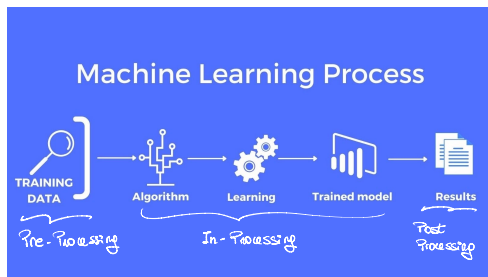 Machine Learning Process
TRAINING
DATA
Algorithm
Learning
Trained model
Results
Pre-Processing
In-Processing
Post
Processing